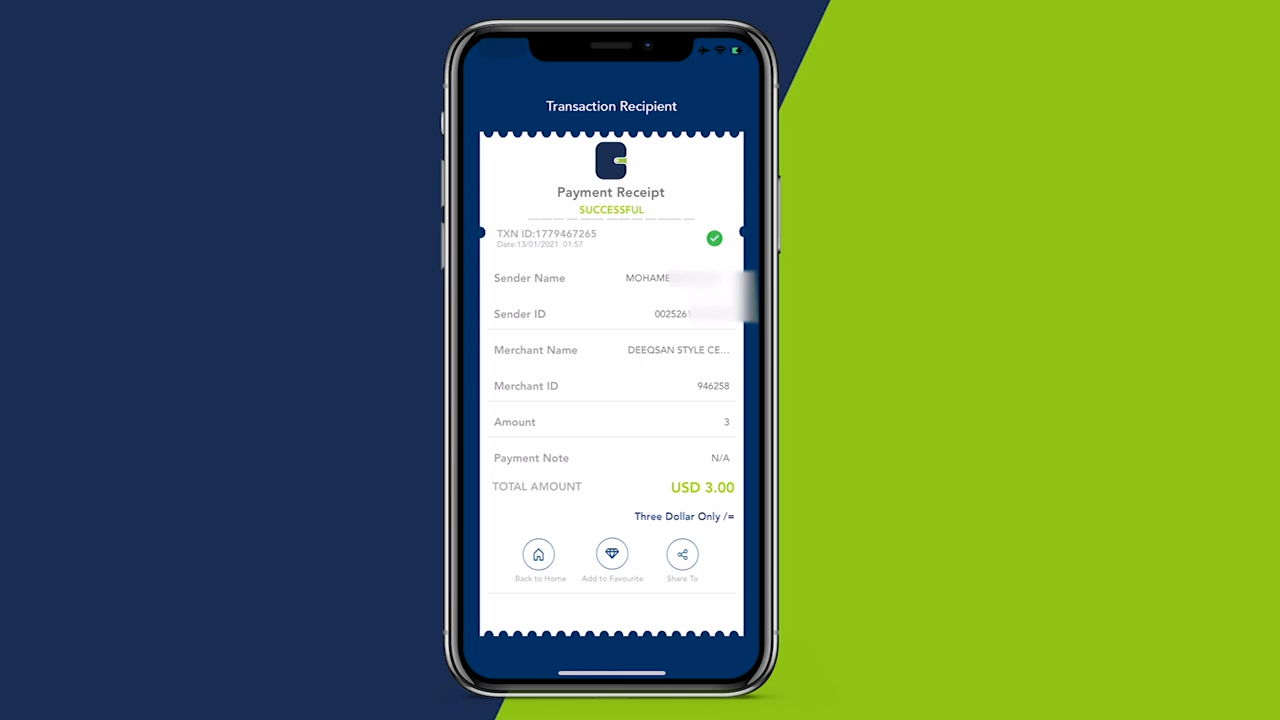 Transaction Recipient
Payment Receipt
SUCCESSFUL
TXN ID:1779467265
Date:13/01/2021 01:57
Sender Name MOHAME
Sender ID 0025261
Merchant Name DEEQSAN STYLE CE...
Merchant ID 946258
Amount 3
Payment Note N/A
TOTAL AMOUNT USD 3.00
Three Dollar Only /=
Back to Home Add to Favourite Share To